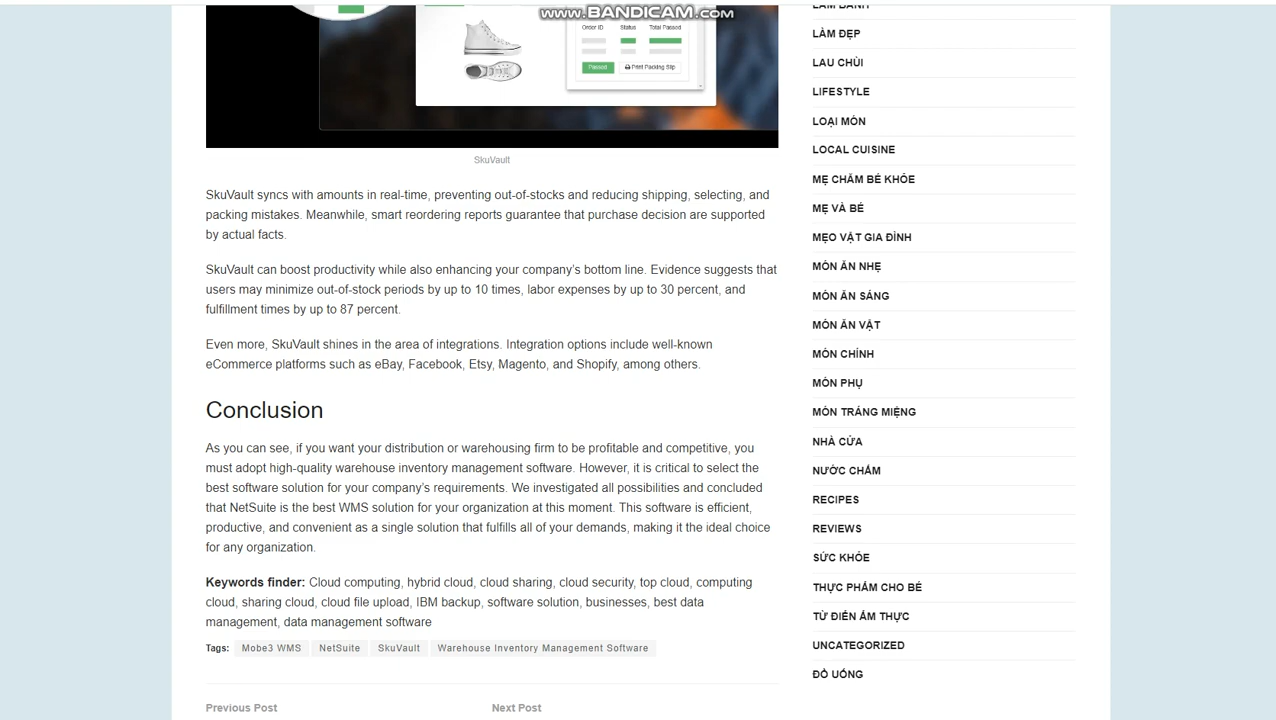 www.BANDICAM.com
Order ID Status Total Passed
Passed Print Packing Slip
SkuVault
SkuVault syncs with amounts in real-time, preventing out-of-stocks and reducing shipping, selecting, and
packing mistakes. Meanwhile, smart reordering reports guarantee that purchase decision are supported
by actual facts.
SkuVault can boost productivity while also enhancing your company’s bottom line. Evidence suggests that
users may minimize out-of-stock periods by up to 10 times, labor expenses by up to 30 percent, and
fulfillment times by up to 87 percent.
Even more, SkuVault shines in the area of integrations. Integration options include well-known
eCommerce platforms such as eBay, Facebook, Etsy, Magento, and Shopify, among others.
Conclusion
As you can see, if you want your distribution or warehousing firm to be profitable and competitive, you
must adopt high-quality warehouse inventory management software. However, it is critical to select the
best software solution for your company’s requirements. We investigated all possibilities and concluded
that NetSuite is the best WMS solution for your organization at this moment. This software is efficient,
productive, and convenient as a single solution that fulfills all of your demands, making it the ideal choice
for any organization.
Keywords finder: Cloud computing, hybrid cloud, cloud sharing, cloud security, top cloud, computing
cloud, sharing cloud, cloud file upload, IBM backup, software solution, businesses, best data
management, data management software
Tags: Mobe3 WMS NetSuite SkuVault Warehouse Inventory Management Software
Previous Post Next Post
LÀM BÁNH
LÀM ĐẸP
LAU CHÙI
LIFESTYLE
LOẠI MÓN
LOCAL CUISINE
MẸ CHĂM BÉ KHỎE
MẸ VÀ BÉ
MẸO VẶT GIA ĐÌNH
MÓN ĂN NHẸ
MÓN ĂN SÁNG
MÓN ĂN VẶT
MÓN CHÍNH
MÓN PHỤ
MÓN TRÁNG MIỆNG
NHÀ CỬA
NƯỚC CHẤM
RECIPES
REVIEWS
SỨC KHỎE
THỰC PHẨM CHO BÉ
TỪ ĐIỂN ẨM THỰC
UNCATEGORIZED
ĐỒ UỐNG